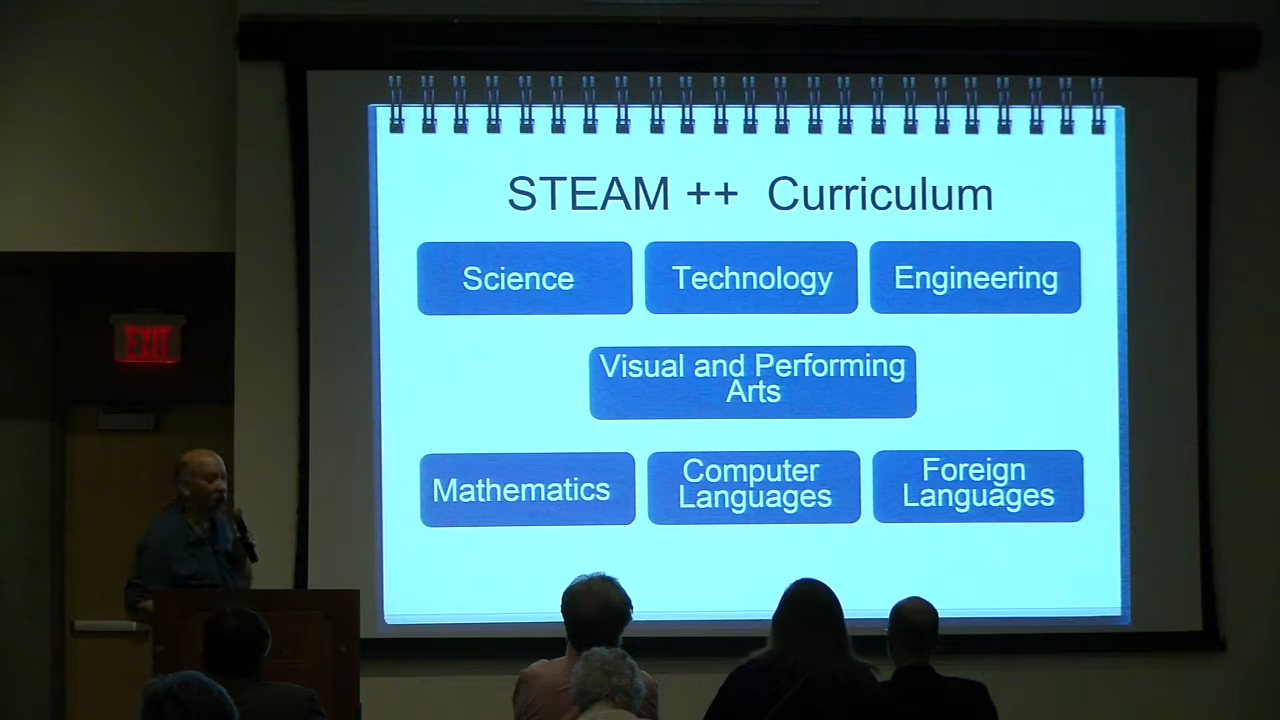 STEAM ++ Curriculum
Science
Technology
Engineering
Visual and Performing
Arts
Mathematics
Computer
Languages
Foreign
Languages
EXIT